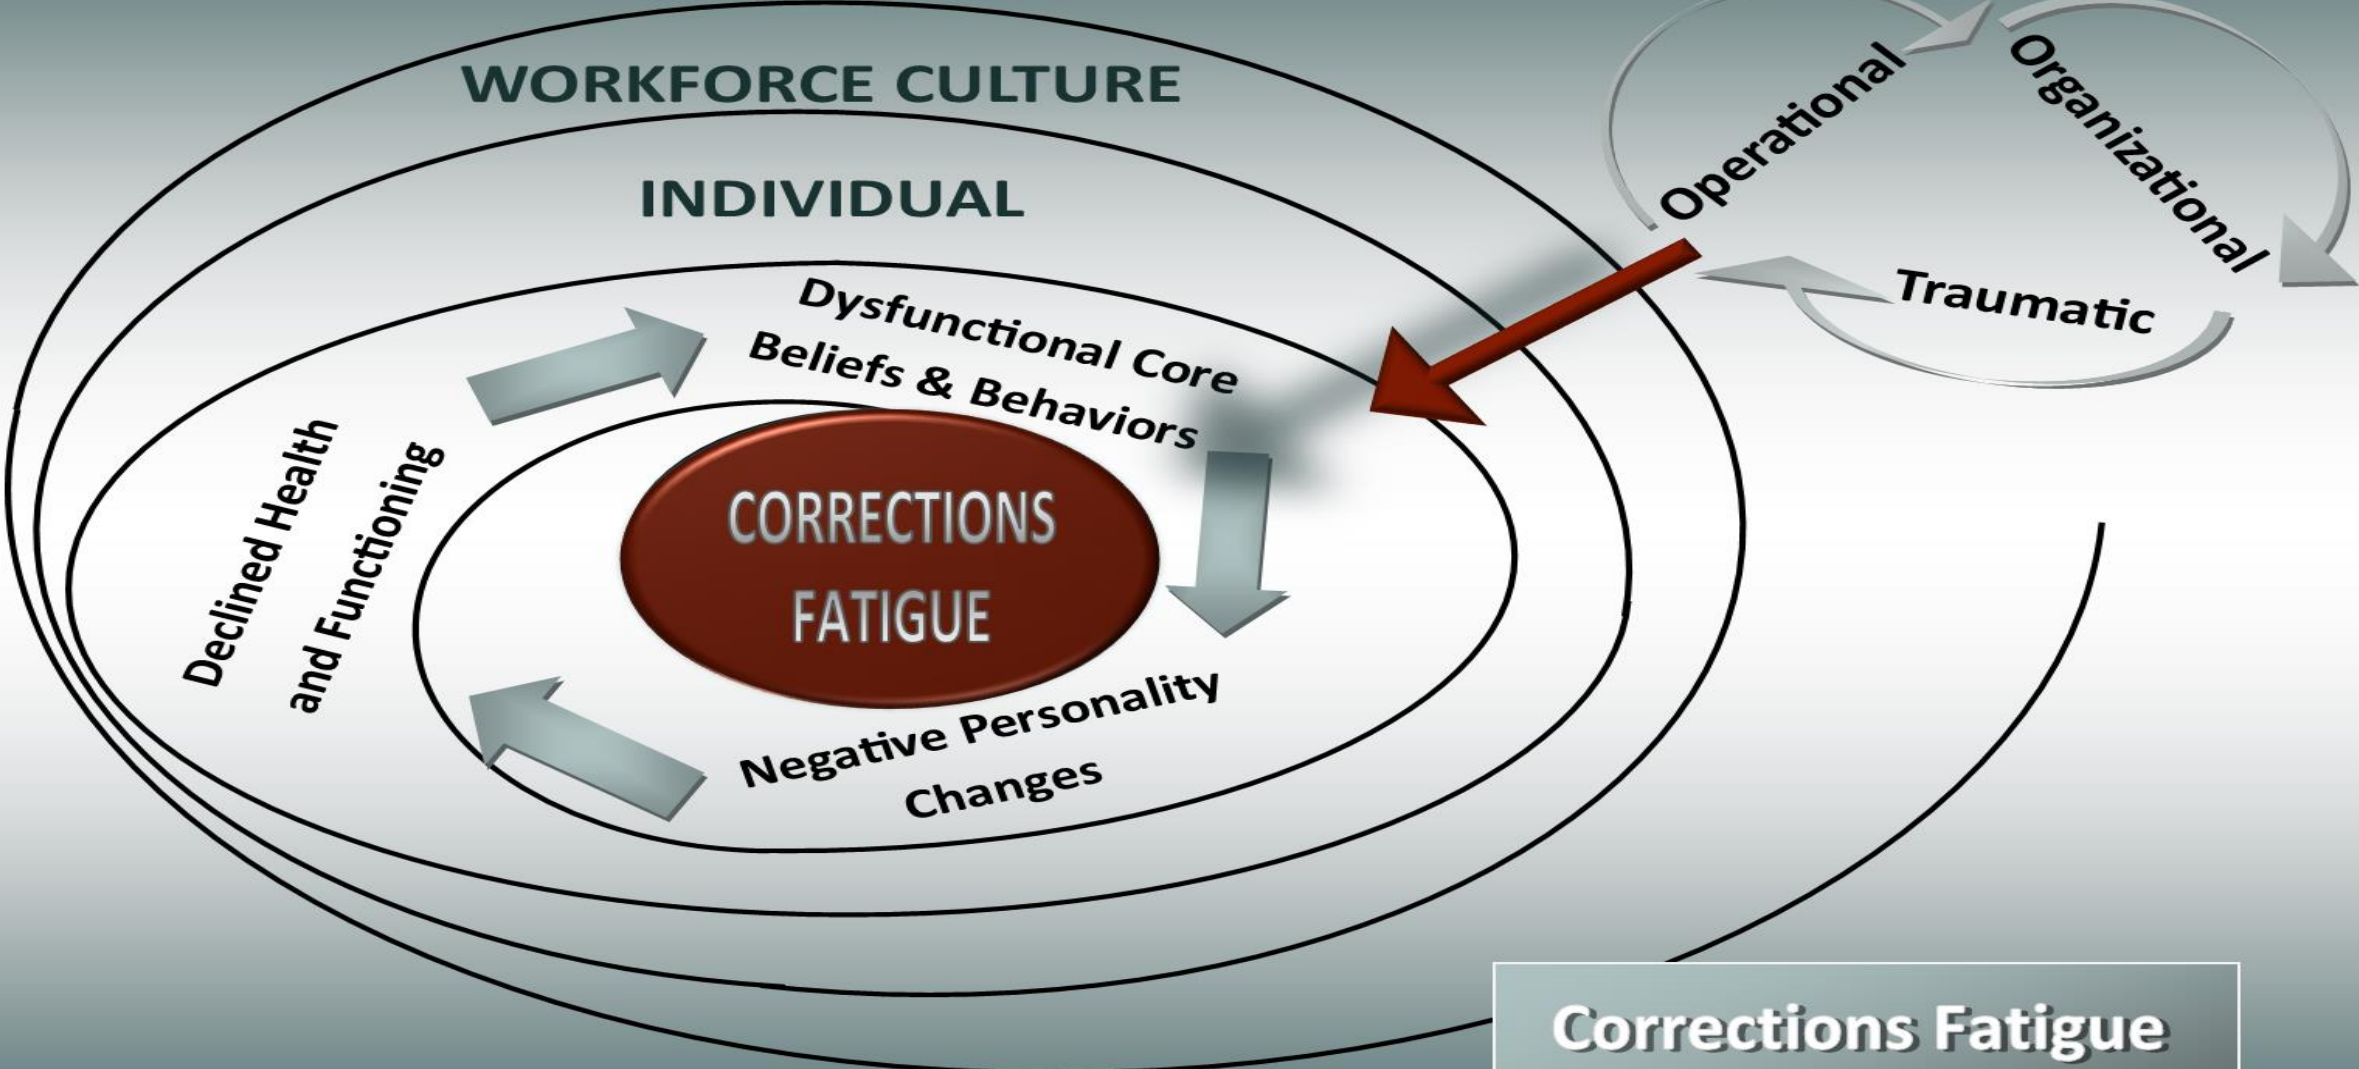 WORKFORCE CULTURE
INDIVIDUAL
Dysfunctional Core
Beliefs & Behaviors
Operational
Organizational
Traumatic
Declined Health
and Functioning
CORRECTIONS
FATIGUE
Negative Personality
Changes
Corrections Fatigue